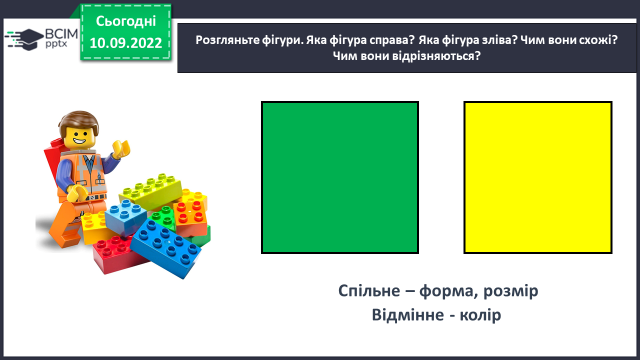 Сьогодні
10.09.2022
BCIM
pptx
Розгляньте фігури. Яка фігура справа? Яка фігура зліва? Чим вони схожі?
Чим вони відрізняються?
Спільне – форма, розмір
Відмінне - колір